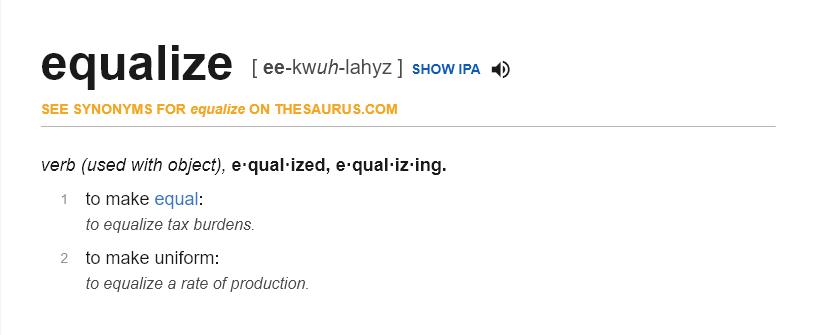 equalize [ ee-kwuh-lahyz ] SHOW IPA
SEE SYNONYMS FOR equalize ON THESAURUS.COM
verb (used with object), e·qual·ized, e·qual·iz·ing.
1 to make equal:
to equalize tax burdens.
2 to make uniform:
to equalize a rate of production.